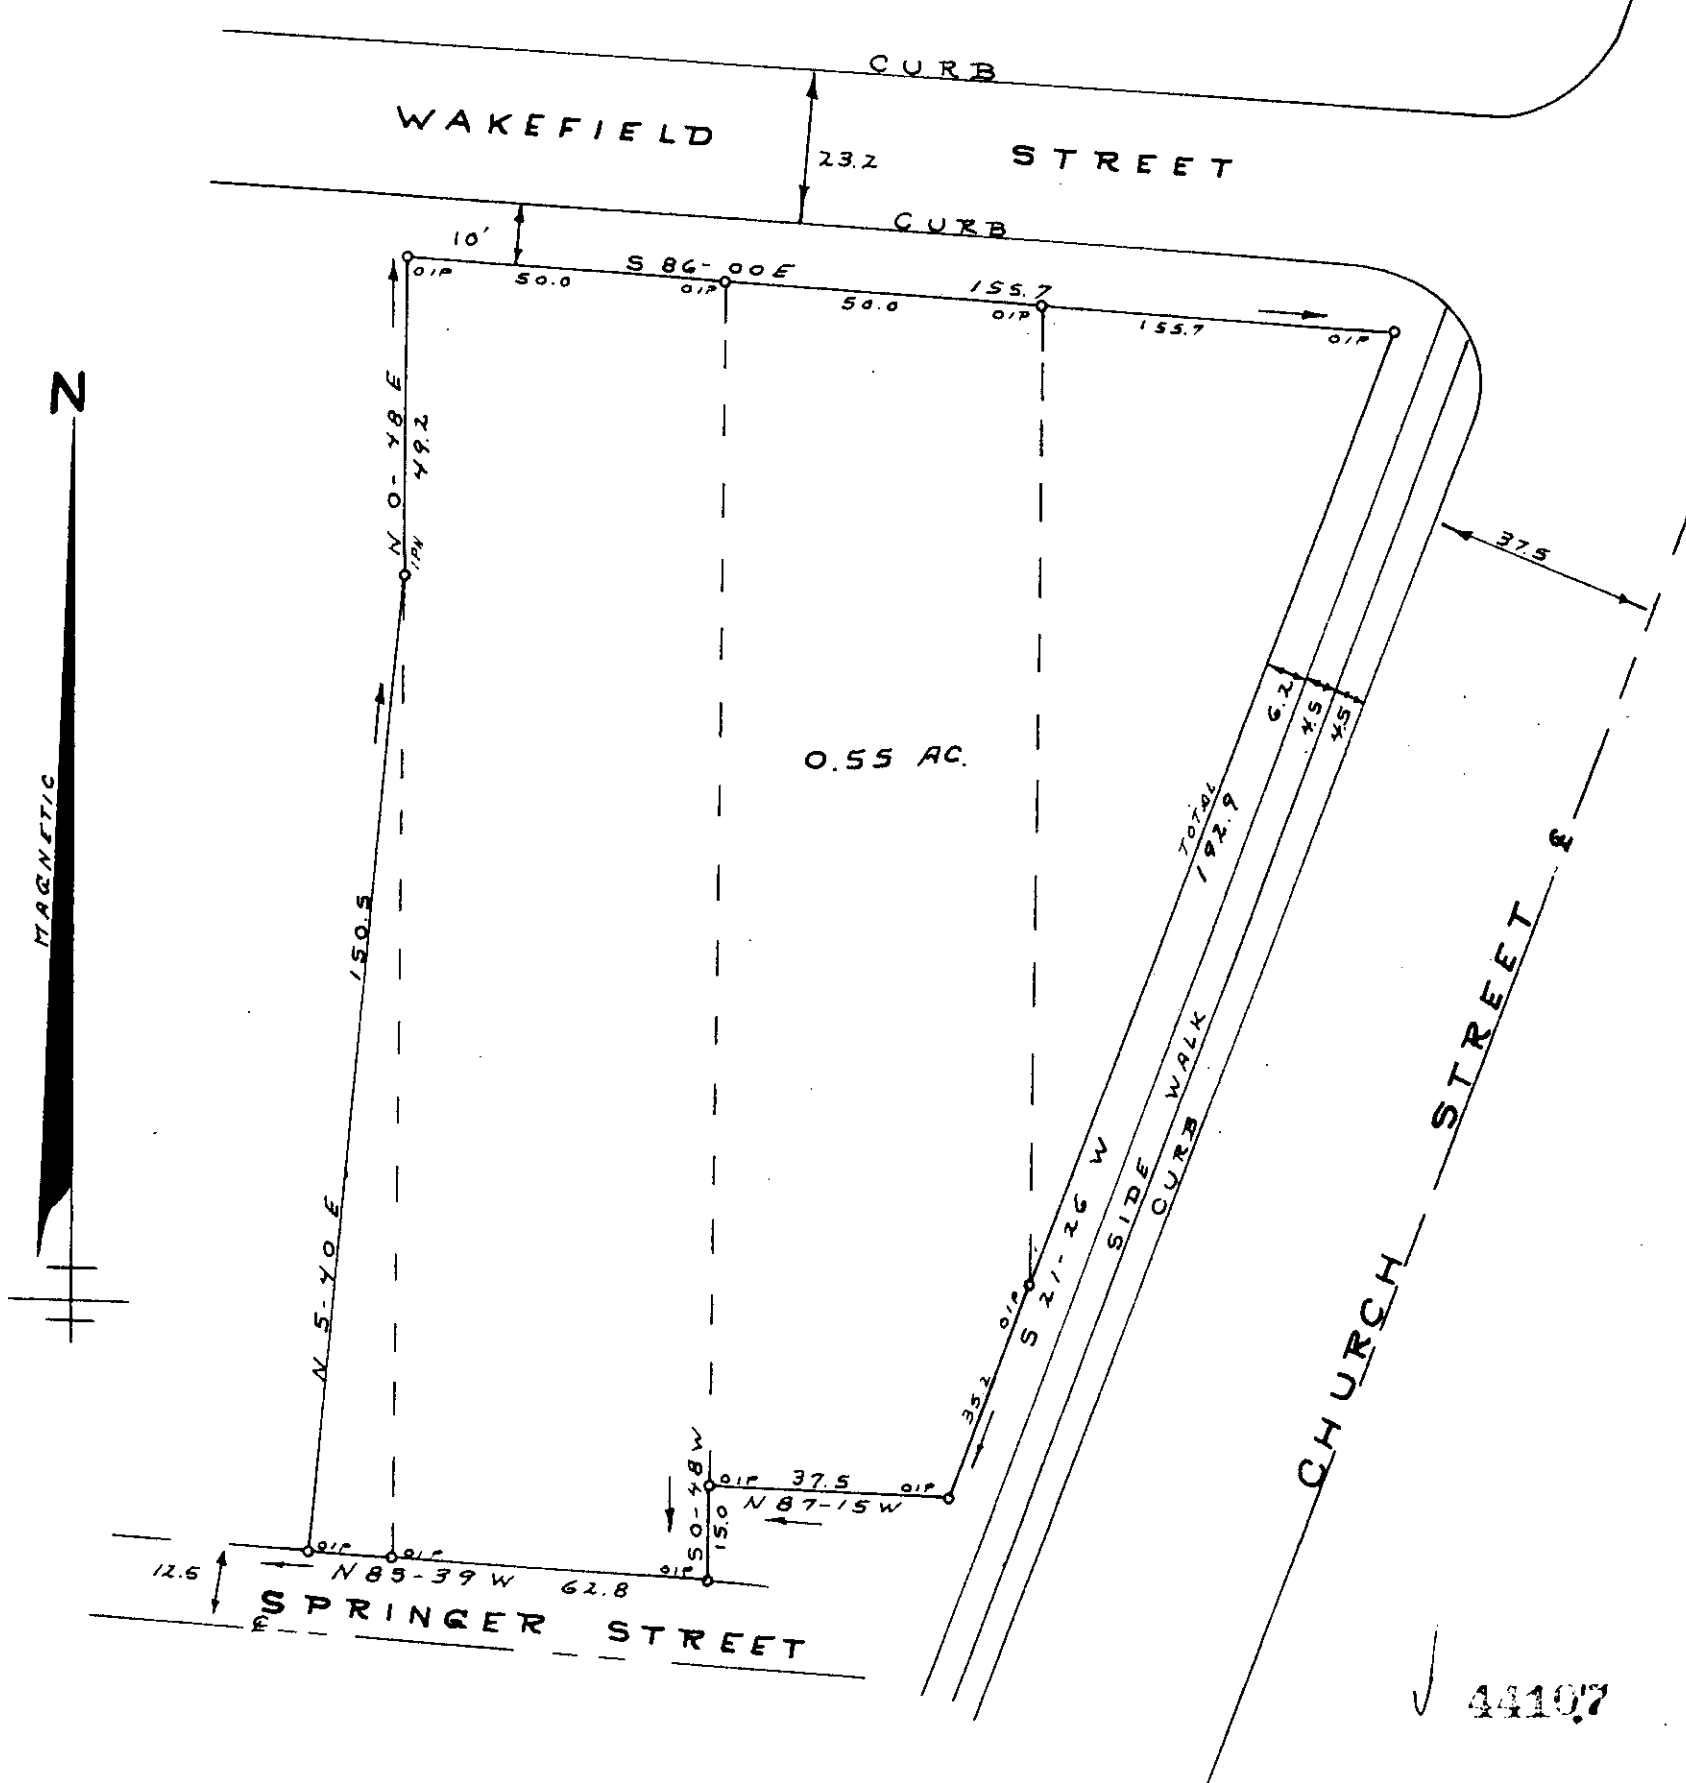 CURB
WAKEFIELD STREET
23.2
CURB
10'
S 86-00 E
155.7
OIP
50.0
OIP
50.0
OIP
155.7
OIP
N
MAGNETIC
N 0-48 E
49.2
IPN
37.5
6.2
4.5
4.5
0.55 AC.
TOTAL
192.9
150.5
N 5-40 E
SIDE WALK
CURB
S 21-26 W
OIP
35.2
CHURCH STREET ℄
S 0-48 W
15.0
OIP
37.5
OIP
N 87-15 W
OIP
OIP
OIP
N 85-39 W
62.8
12.5
SPRINGER STREET
℄
44107